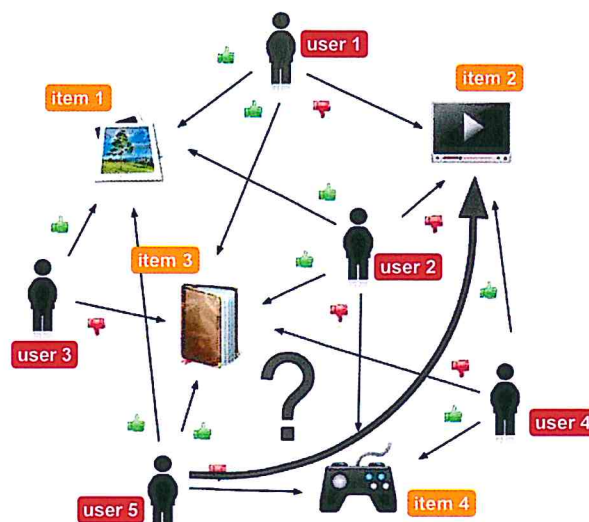 user 1
item 2
item 1
item 3
user 2
user 3
?
user 4
user 5
item 4